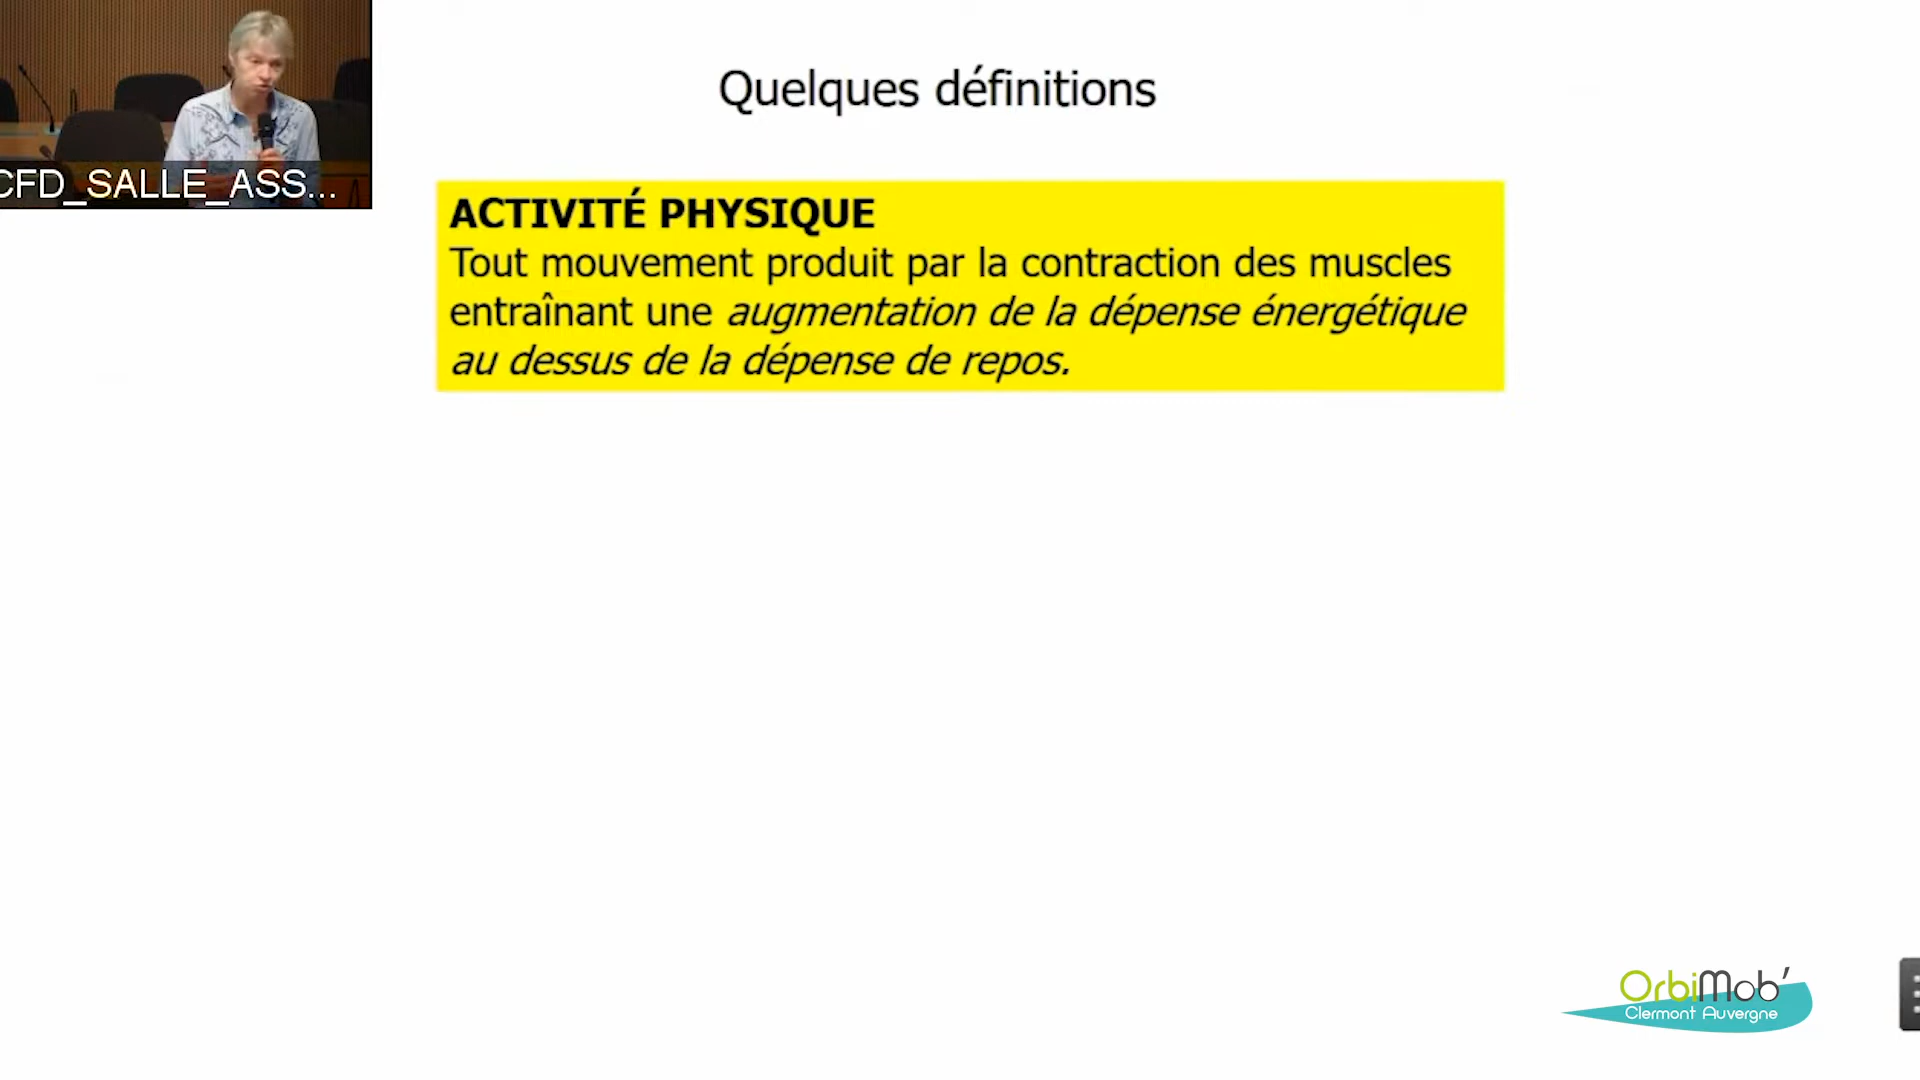 Quelques définitions
CFD_SALLE_ASS...
ACTIVITÉ PHYSIQUE
Tout mouvement produit par la contraction des muscles
entraînant une augmentation de la dépense énergétique
au dessus de la dépense de repos.
OrbiMob'
Clermont Auvergne